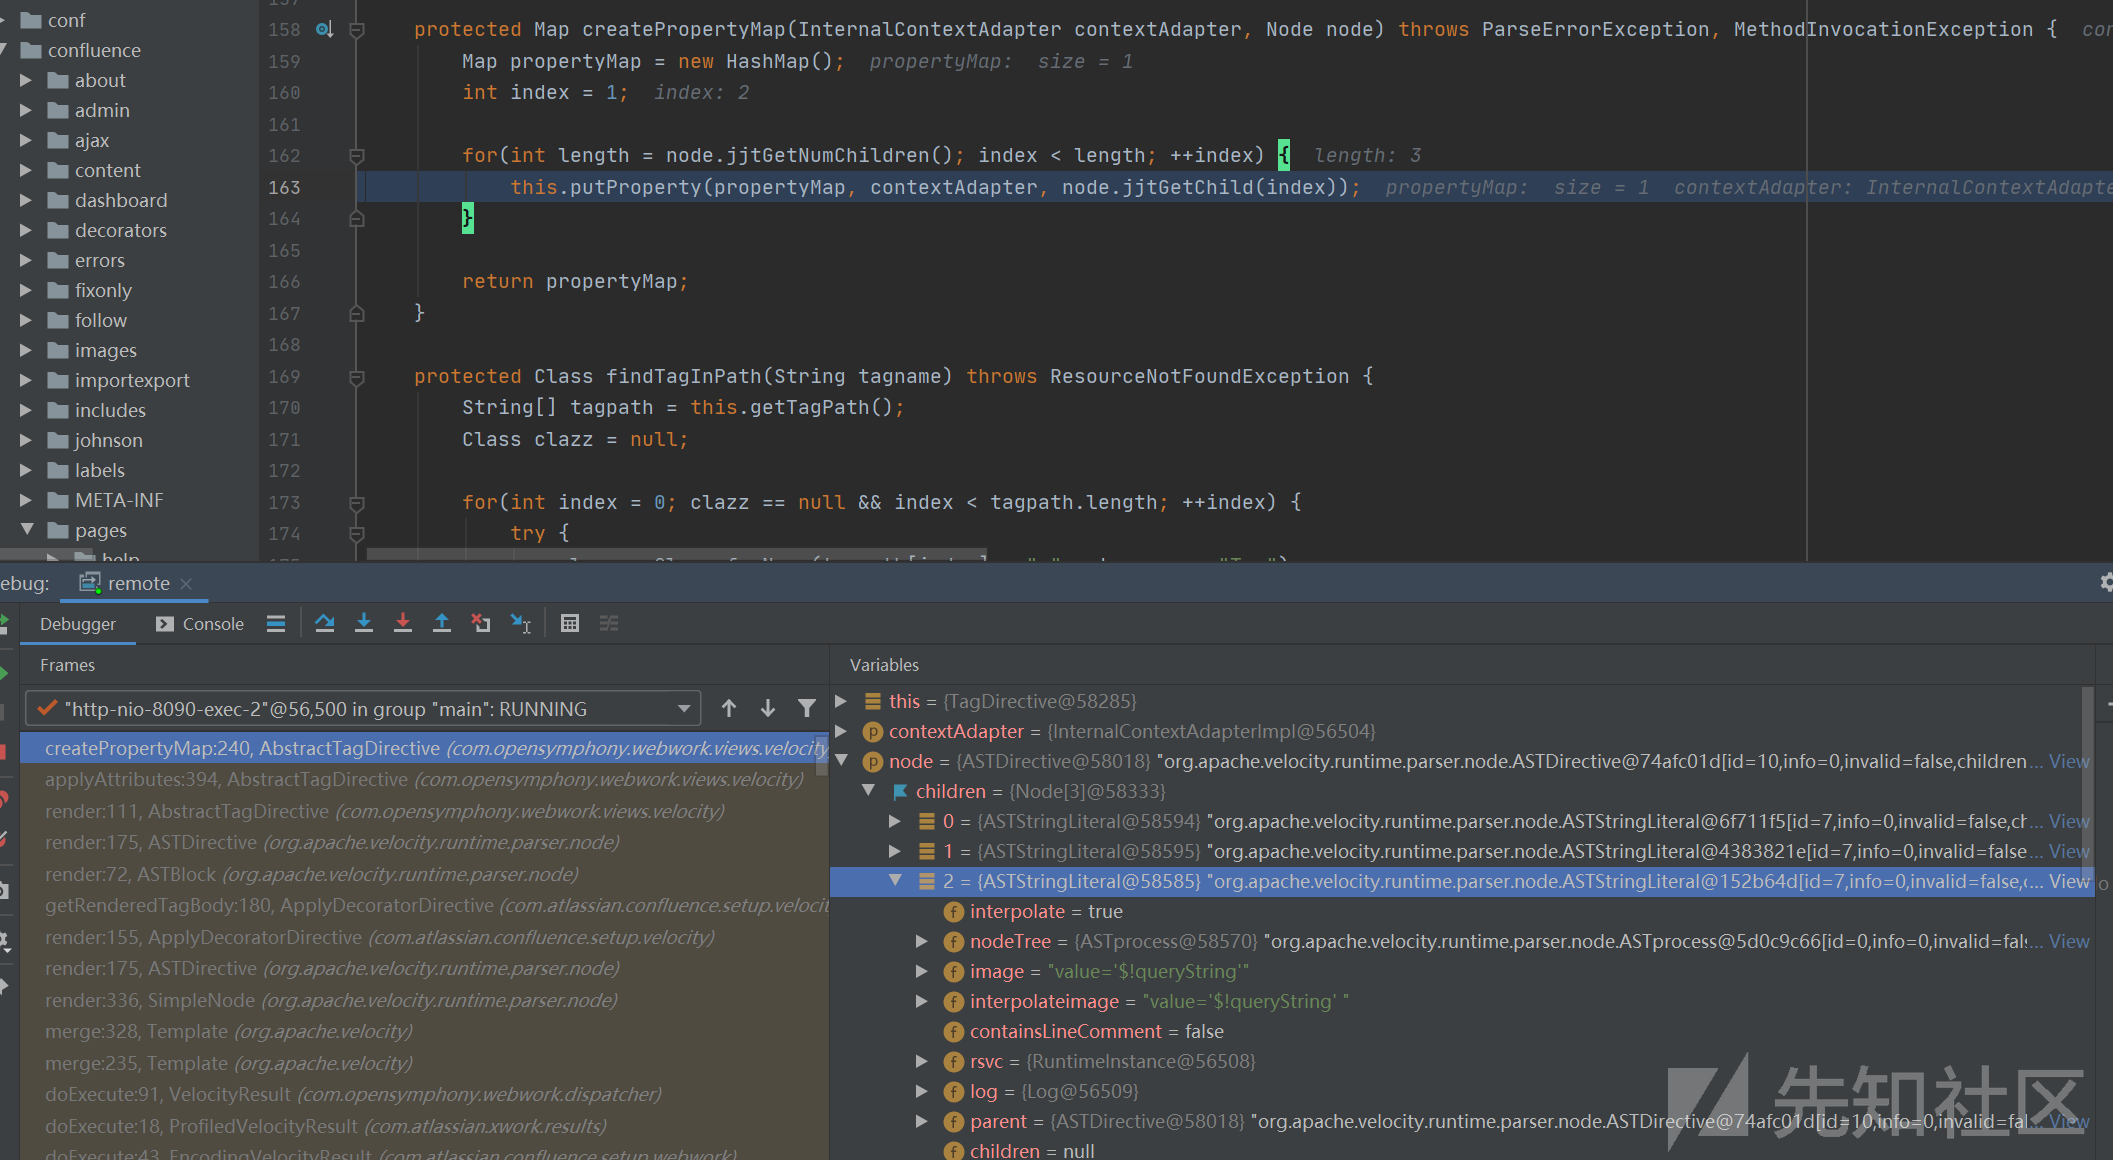 conf
confluence
about
admin
ajax
content
dashboard
decorators
errors
fixonly
follow
images
importexport
includes
johnson
labels
META-INF
pages
help
158 protected Map createPropertyMap(InternalContextAdapter contextAdapter, Node node) throws ParseErrorException, MethodInvocationException {
159 Map propertyMap = new HashMap(); propertyMap: size = 1
160 int index = 1; index: 2
161
162 for(int length = node.jjtGetNumChildren(); index < length; ++index) { length: 3
163 this.putProperty(propertyMap, contextAdapter, node.jjtGetChild(index)); propertyMap: size = 1 contextAdapter: InternalContextAdapte
164 }
165
166 return propertyMap;
167 }
168
169 protected Class findTagInPath(String tagname) throws ResourceNotFoundException {
170 String[] tagpath = this.getTagPath();
171 Class clazz = null;
172
173 for(int index = 0; clazz == null && index < tagpath.length; ++index) {
174 try {
ebug: remote
Debugger Console
Frames
"http-nio-8090-exec-2"@56,500 in group "main": RUNNING
createPropertyMap:240, AbstractTagDirective (com.opensymphony.webwork.views.velocity
applyAttributes:394, AbstractTagDirective (com.opensymphony.webwork.views.velocity)
render:111, AbstractTagDirective (com.opensymphony.webwork.views.velocity)
render:175, ASTDirective (org.apache.velocity.runtime.parser.node)
render:72, ASTBlock (org.apache.velocity.runtime.parser.node)
getRenderedTagBody:180, ApplyDecoratorDirective (com.atlassian.confluence.setup.velocit
render:155, ApplyDecoratorDirective (com.atlassian.confluence.setup.velocity)
render:175, ASTDirective (org.apache.velocity.runtime.parser.node)
render:336, SimpleNode (org.apache.velocity.runtime.parser.node)
merge:328, Template (org.apache.velocity)
merge:235, Template (org.apache.velocity)
doExecute:91, VelocityResult (com.opensymphony.webwork.dispatcher)
doExecute:18, ProfiledVelocityResult (com.atlassian.xwork.results)
doExecute:43, EncodingVelocityResult (com.atlassian.confluence.setup.webwork)
Variables
this = {TagDirective@58285}
contextAdapter = {InternalContextAdapterImpl@56504}
node = {ASTDirective@58018} "org.apache.velocity.runtime.parser.node.ASTDirective@74afc01d[id=10,info=0,invalid=false,children... View
children = {Node[3]@58333}
0 = {ASTStringLiteral@58594} "org.apache.velocity.runtime.parser.node.ASTStringLiteral@6f711f5[id=7,info=0,invalid=false,ch... View
1 = {ASTStringLiteral@58595} "org.apache.velocity.runtime.parser.node.ASTStringLiteral@4383821e[id=7,info=0,invalid=false... View
2 = {ASTStringLiteral@58585} "org.apache.velocity.runtime.parser.node.ASTStringLiteral@152b64d[id=7,info=0,invalid=false,c... View
interpolate = true
nodeTree = {ASTprocess@58570} "org.apache.velocity.runtime.parser.node.ASTprocess@5d0c9c66[id=0,info=0,invalid=fal... View
image = "value='$!queryString'"
interpolateimage = "value='$!queryString' "
containsLineComment = false
rsvc = {RuntimeInstance@56508}
log = {Log@56509}
parent = {ASTDirective@58018} "org.apache.velocity.runtime.parser.node.ASTDirective@74afc01d[id=10,info=0,invalid=fal... View
children = null
先知社区